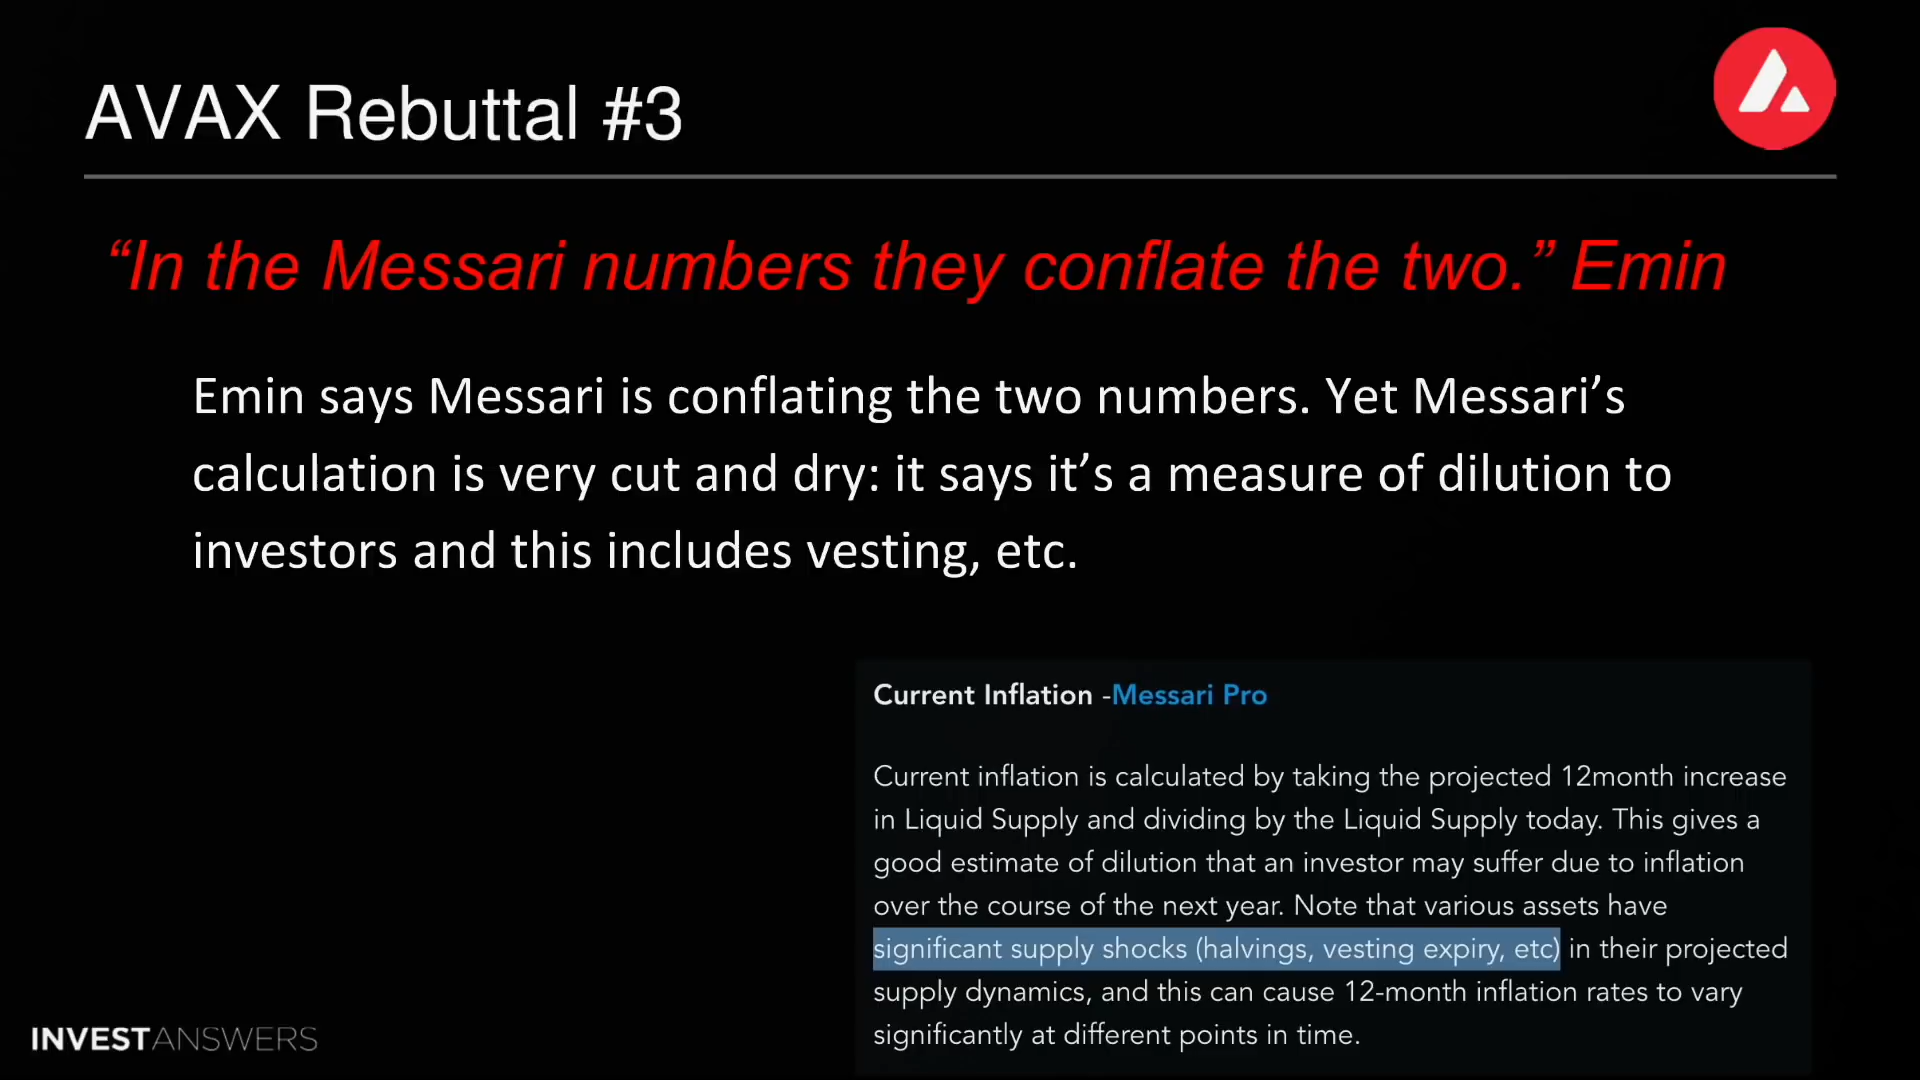 AVAX Rebuttal #3
“In the Messari numbers they conflate the two.” Emin
Emin says Messari is conflating the two numbers. Yet Messari’s
calculation is very cut and dry: it says it’s a measure of dilution to
investors and this includes vesting, etc.
Current Inflation -Messari Pro
Current inflation is calculated by taking the projected 12month increase
in Liquid Supply and dividing by the Liquid Supply today. This gives a
good estimate of dilution that an investor may suffer due to inflation
over the course of the next year. Note that various assets have
significant supply shocks (halvings, vesting expiry, etc) in their projected
supply dynamics, and this can cause 12-month inflation rates to vary
significantly at different points in time.
INVESTANSWERS